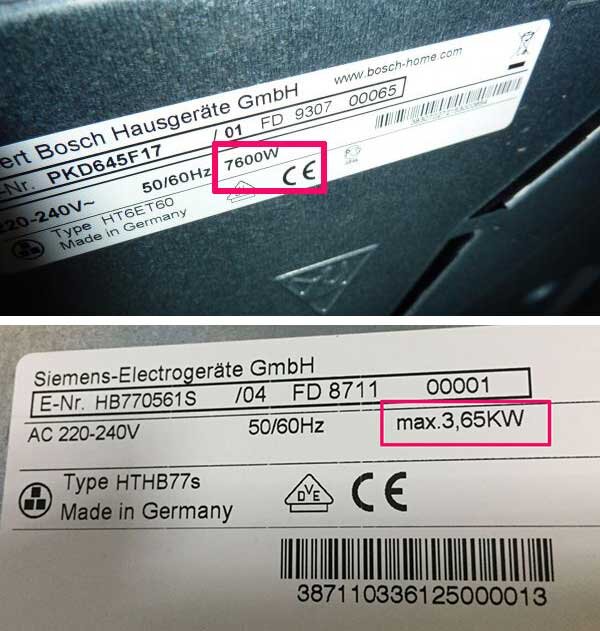 ert Bosch Hausgeräte GmbH www.bosch-home.com
-Nr. PKD645F17 /01 FD 9307 00065
220-240V~ 50/60Hz 7600W
Type HT6ET60 CE
Made in Germany
Siemens-Electrogeräte GmbH
E-Nr. HB770561S /04 FD 8711 00001
AC 220-240V 50/60Hz max.3,65KW
Type HTHB77s DVE CE
Made in Germany
387110336125000013